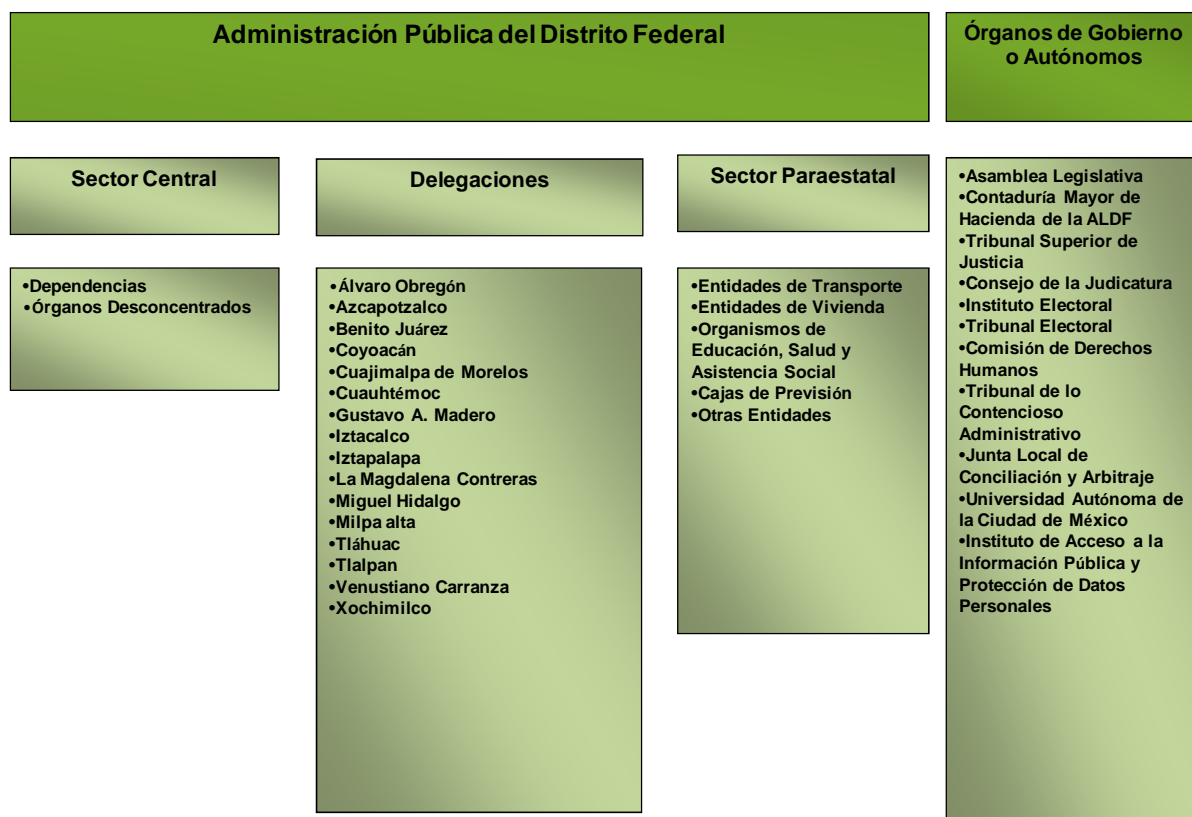 Administración Pública del Distrito Federal
Órganos de Gobierno
o Autónomos
Sector Central
•Dependencias
•Órganos Desconcentrados
Delegaciones
•Álvaro Obregón
•Azcapotzalco
•Benito Juárez
•Coyoacán
•Cuajimalpa de Morelos
•Cuauhtémoc
•Gustavo A. Madero
•Iztacalco
•Iztapalapa
•La Magdalena Contreras
•Miguel Hidalgo
•Milpa alta
•Tláhuac
•Tlalpan
•Venustiano Carranza
•Xochimilco
Sector Paraestatal
•Entidades de Transporte
•Entidades de Vivienda
•Organismos de
Educación, Salud y
Asistencia Social
•Cajas de Previsión
•Otras Entidades
•Asamblea Legislativa
•Contaduría Mayor de
Hacienda de la ALDF
•Tribunal Superior de
Justicia
•Consejo de la Judicatura
•Instituto Electoral
•Tribunal Electoral
•Comisión de Derechos
Humanos
•Tribunal de lo
Contencioso
Administrativo
•Junta Local de
Conciliación y Arbitraje
•Universidad Autónoma de
la Ciudad de México
•Instituto de Acceso a la
Información Pública y
Protección de Datos
Personales